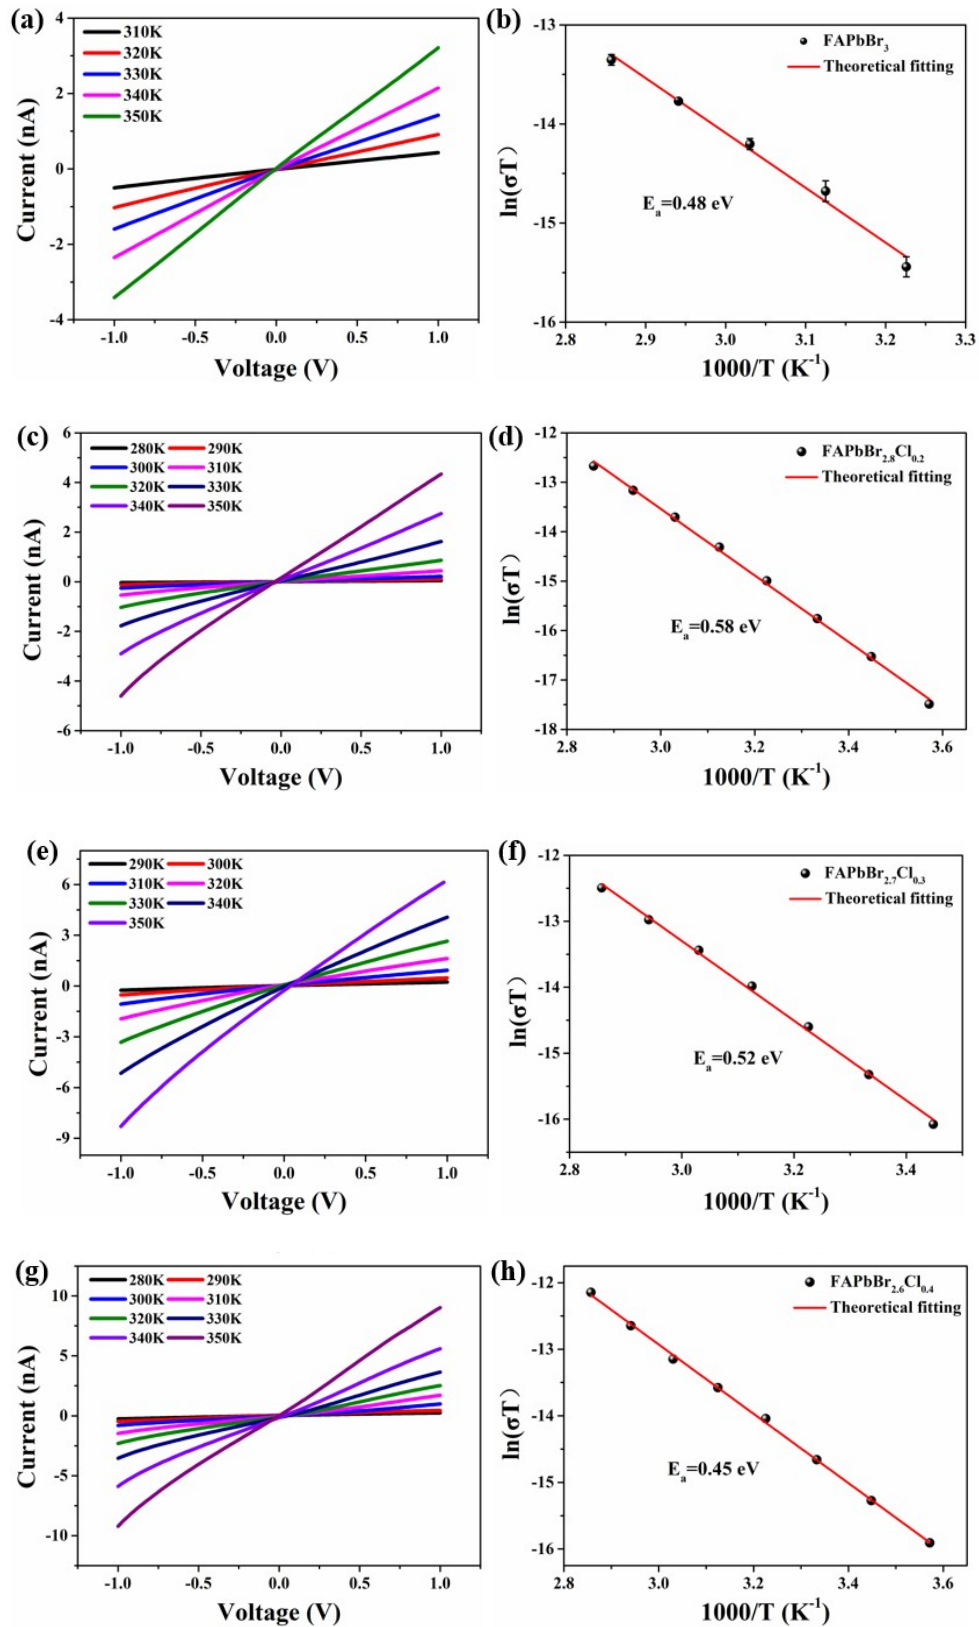 (a)
310K
320K
330K
340K
350K
4
2
0
-2
-4
-1.0 -0.5 0.0 0.5 1.0
Current (nA)
Voltage (V)
(b)
FAPbBr3
Theoretical fitting
Ea=0.48 eV
-13
-14
-15
-16
2.8 2.9 3.0 3.1 3.2 3.3
ln(σT)
1000/T (K-1)
(c)
280K 290K
300K 310K
320K 330K
340K 350K
6
4
2
0
-2
-4
-6
-1.0 -0.5 0.0 0.5 1.0
Current (nA)
Voltage (V)
(d)
FAPbBr2.8Cl0.2
Theoretical fitting
Ea=0.58 eV
-12
-13
-14
-15
-16
-17
-18
2.8 3.0 3.2 3.4 3.6
ln(σT)
1000/T (K-1)
(e)
290K 300K
310K 320K
330K 340K
350K
6
3
0
-3
-6
-9
-1.0 -0.5 0.0 0.5 1.0
Current (nA)
Voltage (V)
(f)
FAPbBr2.7Cl0.3
Theoretical fitting
Ea=0.52 eV
-12
-13
-14
-15
-16
2.8 3.0 3.2 3.4
ln(σT)
1000/T (K-1)
(g)
280K 290K
300K 310K
320K 330K
340K 350K
10
5
0
-5
-10
-1.0 -0.5 0.0 0.5 1.0
Current (nA)
Voltage (V)
(h)
FAPbBr2.6Cl0.4
Theoretical fitting
Ea=0.45 eV
-12
-13
-14
-15
-16
2.8 3.0 3.2 3.4 3.6
ln(σT)
1000/T (K-1)